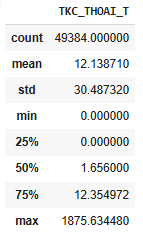 TKC_THOAI_T
count 49384.000000
mean 12.138710
std 30.487320
min 0.000000
25% 0.000000
50% 1.656000
75% 12.354972
max 1875.634480